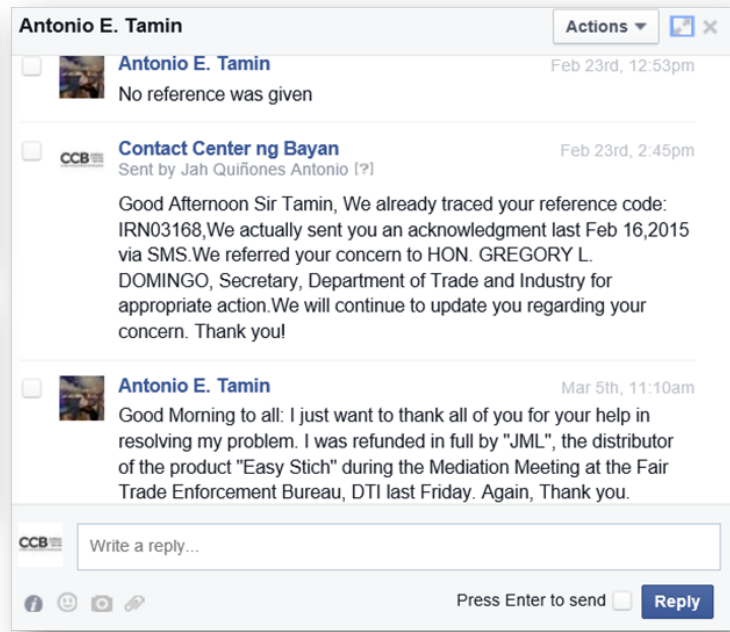 Antonio E. Tamin
Actions
Antonio E. Tamin
Feb 23rd, 12:53pm
No reference was given
CCB
Contact Center ng Bayan
Feb 23rd, 2:45pm
Sent by Jah Quiñones Antonio [?]
Good Afternoon Sir Tamin, We already traced your reference code:
IRN03168,We actually sent you an acknowledgment last Feb 16,2015
via SMS.We referred your concern to HON. GREGORY L.
DOMINGO, Secretary, Department of Trade and Industry for
appropriate action.We will continue to update you regarding your
concern. Thank you!
Antonio E. Tamin
Mar 5th, 11:10am
Good Morning to all: I just want to thank all of you for your help in
resolving my problem. I was refunded in full by "JML", the distributor
of the product "Easy Stich" during the Mediation Meeting at the Fair
Trade Enforcement Bureau, DTI last Friday. Again, Thank you.
CCB
Write a reply...
Press Enter to send
Reply